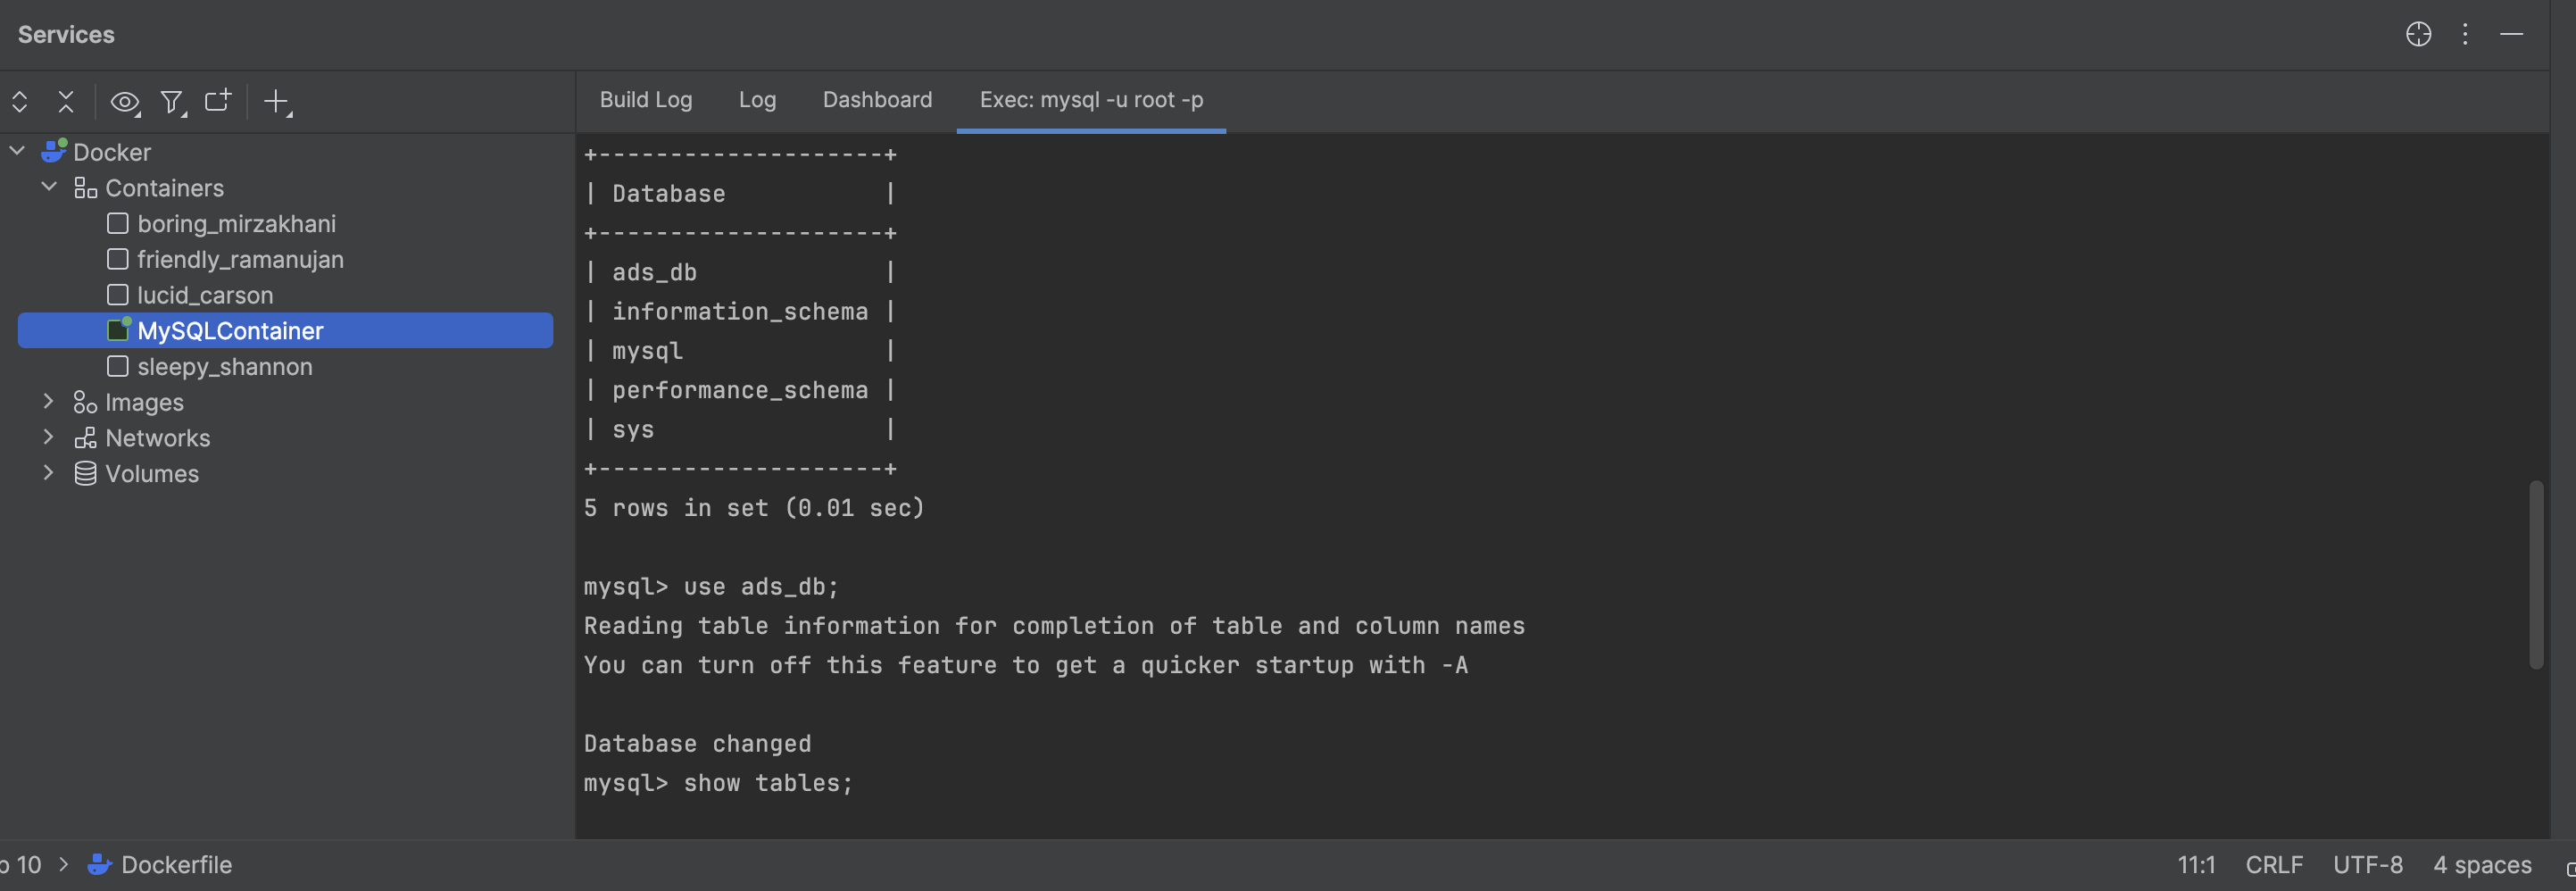 Services
Build Log Log Dashboard Exec: mysql -u root -p
Docker
Containers
boring_mirzakhani
friendly_ramanujan
lucid_carson
MySQLContainer
sleepy_shannon
Images
Networks
Volumes
+--------------------+
| Database           |
+--------------------+
| ads_db             |
| information_schema |
| mysql              |
| performance_schema |
| sys                |
+--------------------+
5 rows in set (0.01 sec)
mysql> use ads_db;
Reading table information for completion of table and column names
You can turn off this feature to get a quicker startup with -A
Database changed
mysql> show tables;
10 > Dockerfile 11:1 CRLF UTF-8 4 spaces